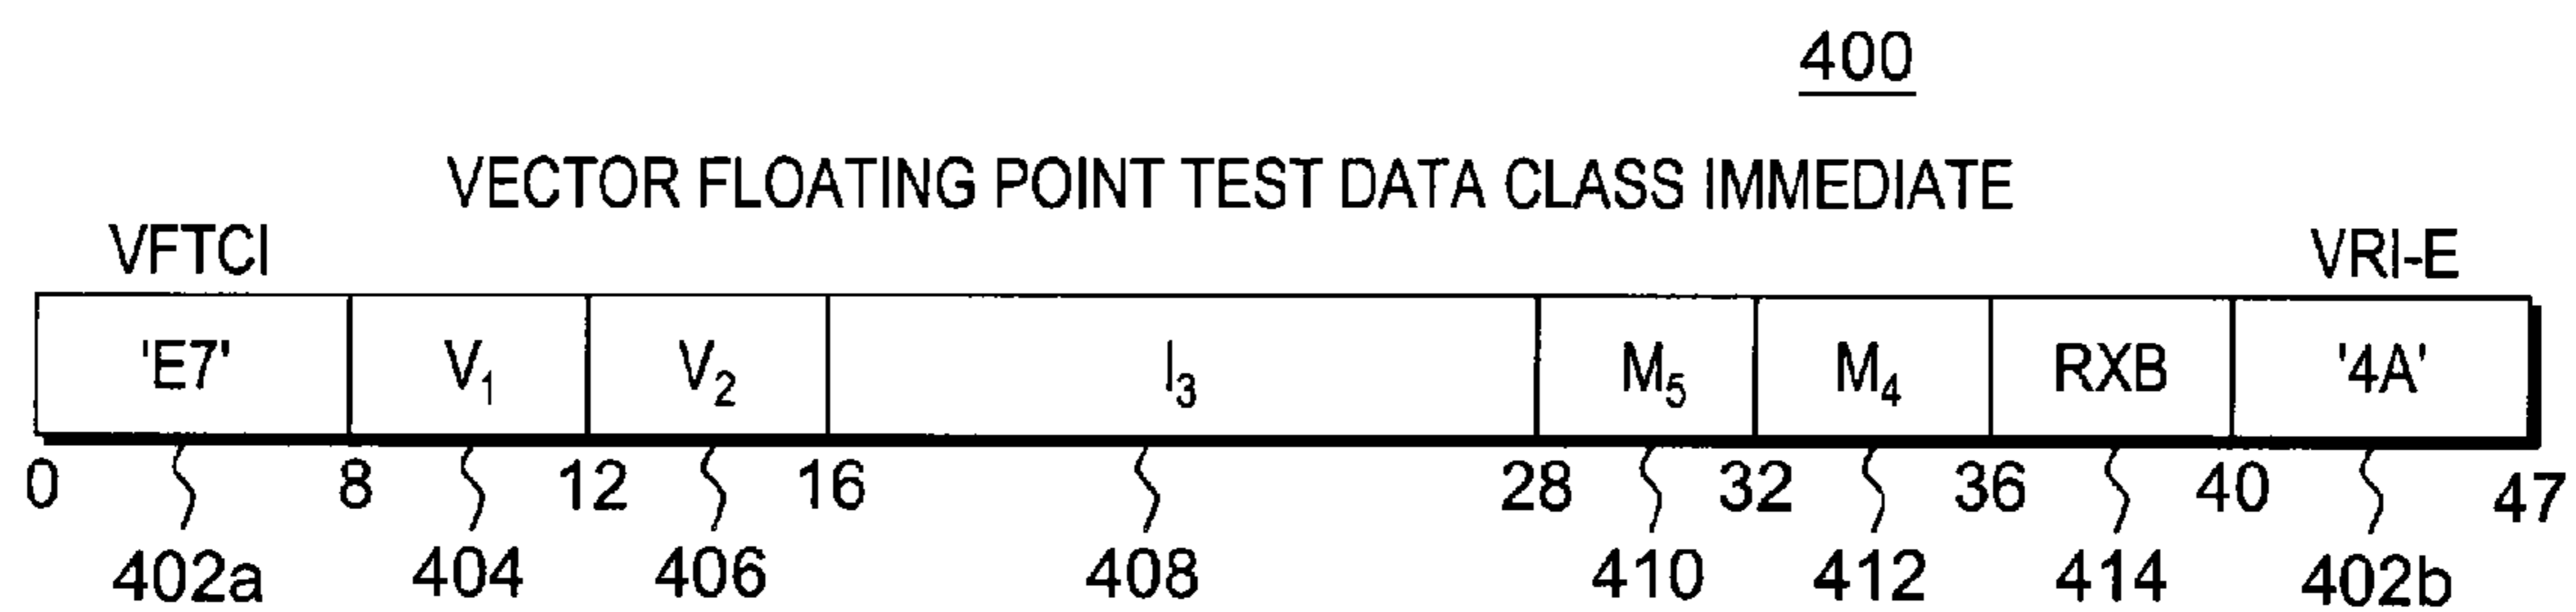 400
VECTOR FLOATING POINT TEST DATA CLASS IMMEDIATE
VFTCI VRI-E
'E7' V₁ V₂ I₃ M₅ M₄ RXB '4A'
0 8 12 16 28 32 36 40 47
402a 404 406 408 410 412 414 402b